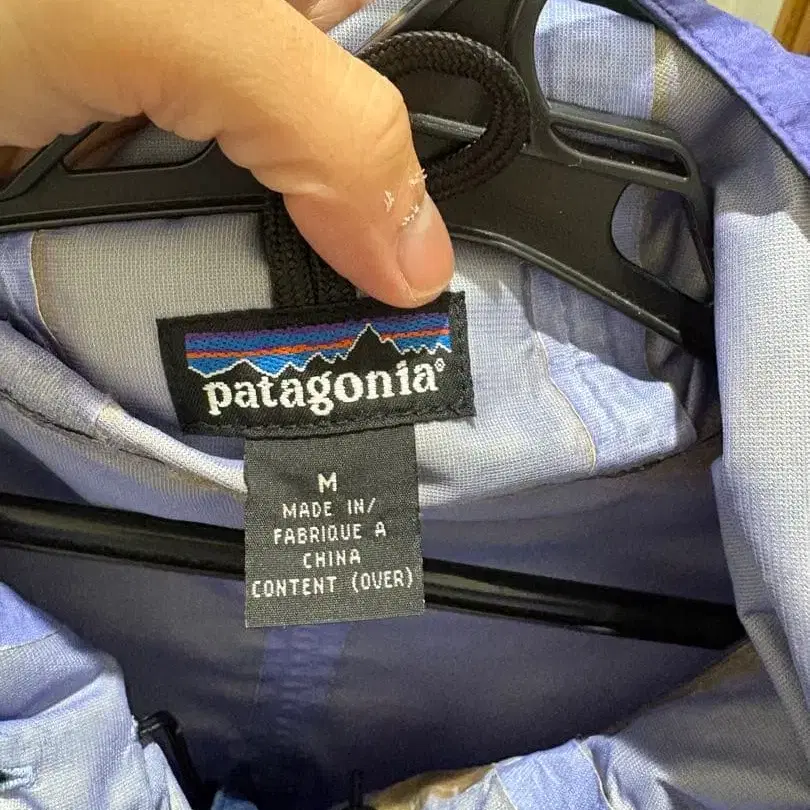 patagonia®
M
MADE IN/
FABRIQUE A
CHINA
CONTENT (OVER)